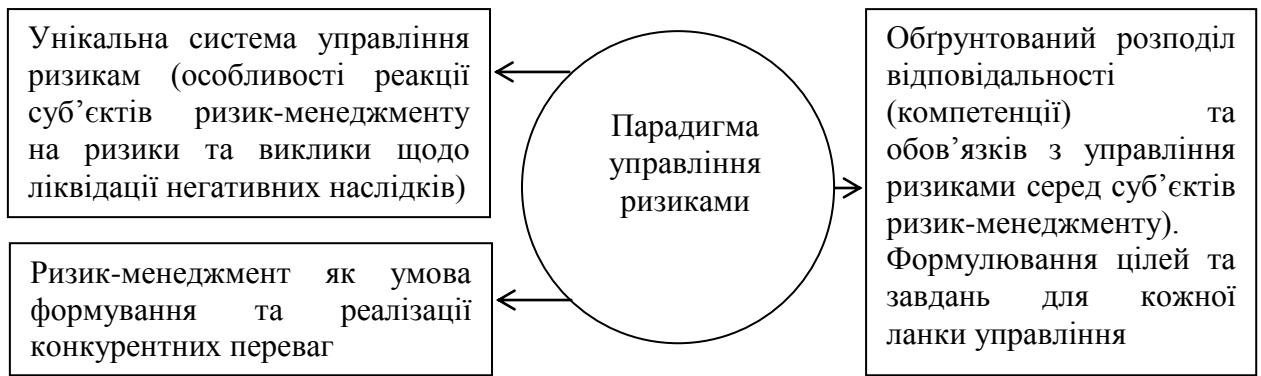 Унікальна система управління
ризикам (особливості реакції
суб’єктів ризик-менеджменту
на ризики та виклики щодо
ліквідації негативних наслідків)
Ризик-менеджмент як умова
формування та реалізації
конкурентних переваг
Парадигма
управління
ризиками
Обґрунтований розподіл
відповідальності
(компетенції) та
обов’язків з управління
ризиками серед суб’єктів
ризик-менеджменту).
Формулювання цілей та
завдань для кожної
ланки управління